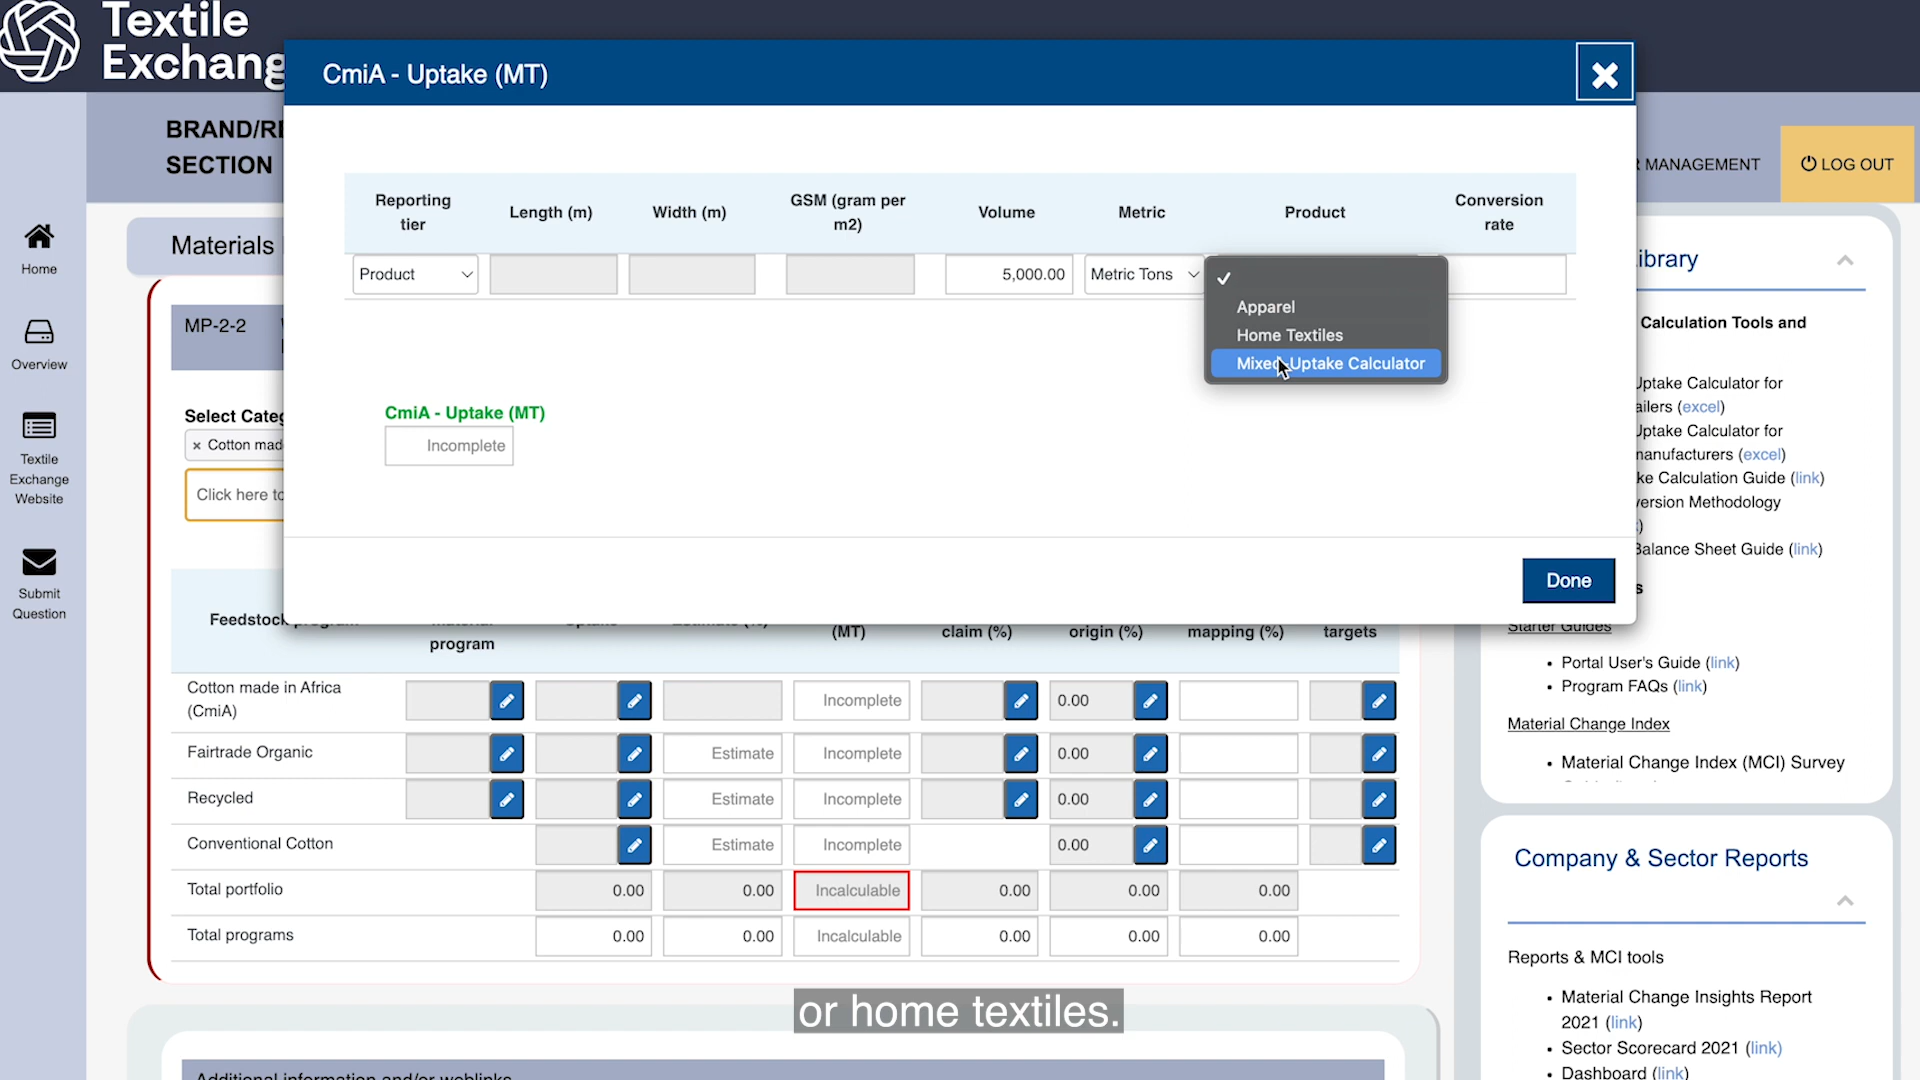 Textile
Exchang
CmiA - Uptake (MT)
BRAND/RE
SECTION
MANAGEMENT
LOG OUT
Reporting
tier
Length (m)
Width (m)
GSM (gram per
m2)
Volume
Metric
Product
Conversion
rate
Product
5,000.00
Metric Tons
Apparel
Home Textiles
Mixed Uptake Calculator
CmiA - Uptake (MT)
Incomplete
Done
Home
Overview
Textile
Exchange
Website
Submit
Question
Materials
MP-2-2
Select Categ
× Cotton mad
Click here to
Feedstock program
material
program
Uptake
Estimate (%)
(MT)
claim (%)
origin (%)
mapping (%)
targets
Cotton made in Africa
(CmiA)
Incomplete
0.00
Fairtrade Organic
Estimate
Incomplete
0.00
Recycled
Estimate
Incomplete
0.00
Conventional Cotton
Estimate
Incomplete
0.00
Total portfolio
0.00
0.00
Incalculable
0.00
0.00
0.00
Total programs
0.00
0.00
Incalculable
0.00
0.00
0.00
or home textiles.
Additional information and/or weblinks
ibrary
Calculation Tools and
Uptake Calculator for
ailers (excel)
Uptake Calculator for
manufacturers (excel)
ke Calculation Guide (link)
version Methodology
)
Balance Sheet Guide (link)
s
Starter Guides
• Portal User's Guide (link)
• Program FAQs (link)
Material Change Index
• Material Change Index (MCI) Survey
Company & Sector Reports
Reports & MCI tools
• Material Change Insights Report
2021 (link)
• Sector Scorecard 2021 (link)
• Dashboard (link)